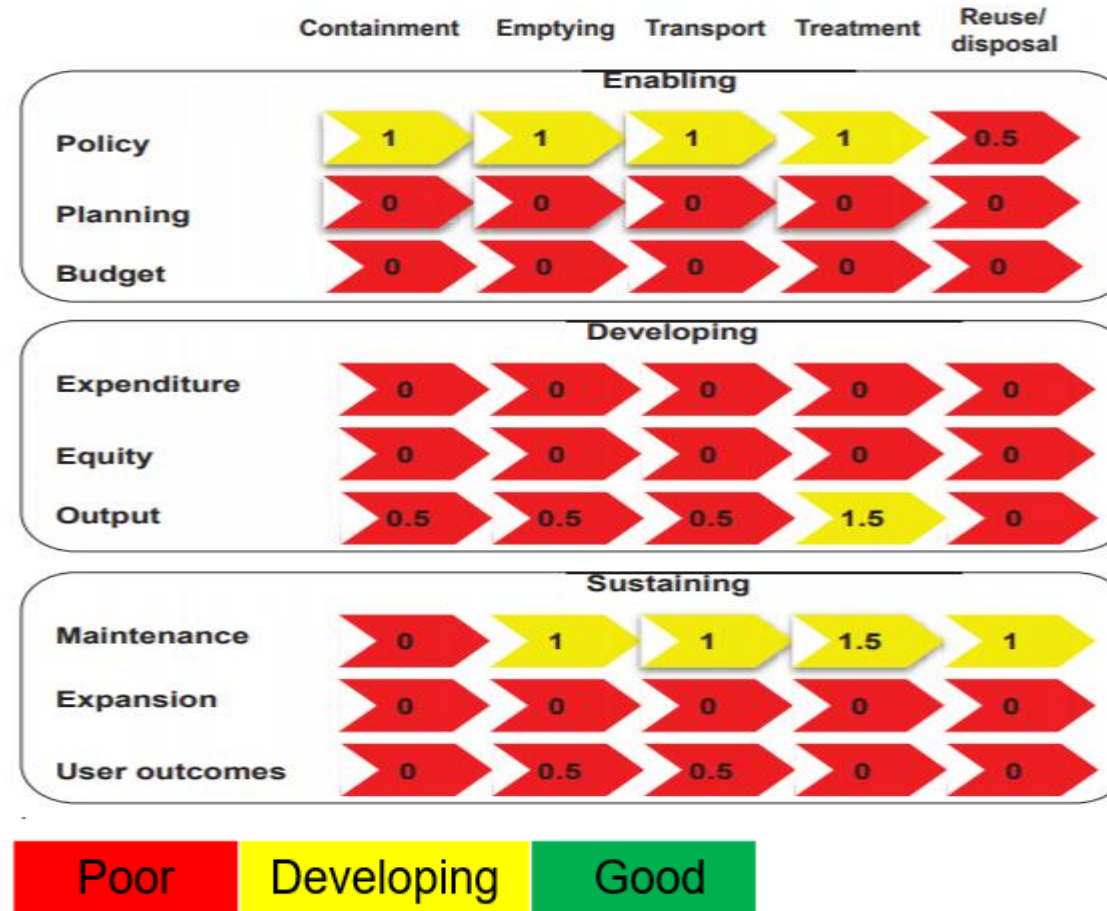 Containment Emptying Transport Treatment Reuse/
disposal
Enabling
Policy 1 1 1 1 0.5
Planning 0 0 0 0 0
Budget 0 0 0 0 0
Developing
Expenditure 0 0 0 0 0
Equity 0 0 0 0 0
Output 0.5 0.5 0.5 1.5 0
Sustaining
Maintenance 0 1 1 1.5 1
Expansion 0 0 0 0 0
User outcomes 0 0.5 0.5 0 0
Poor Developing Good